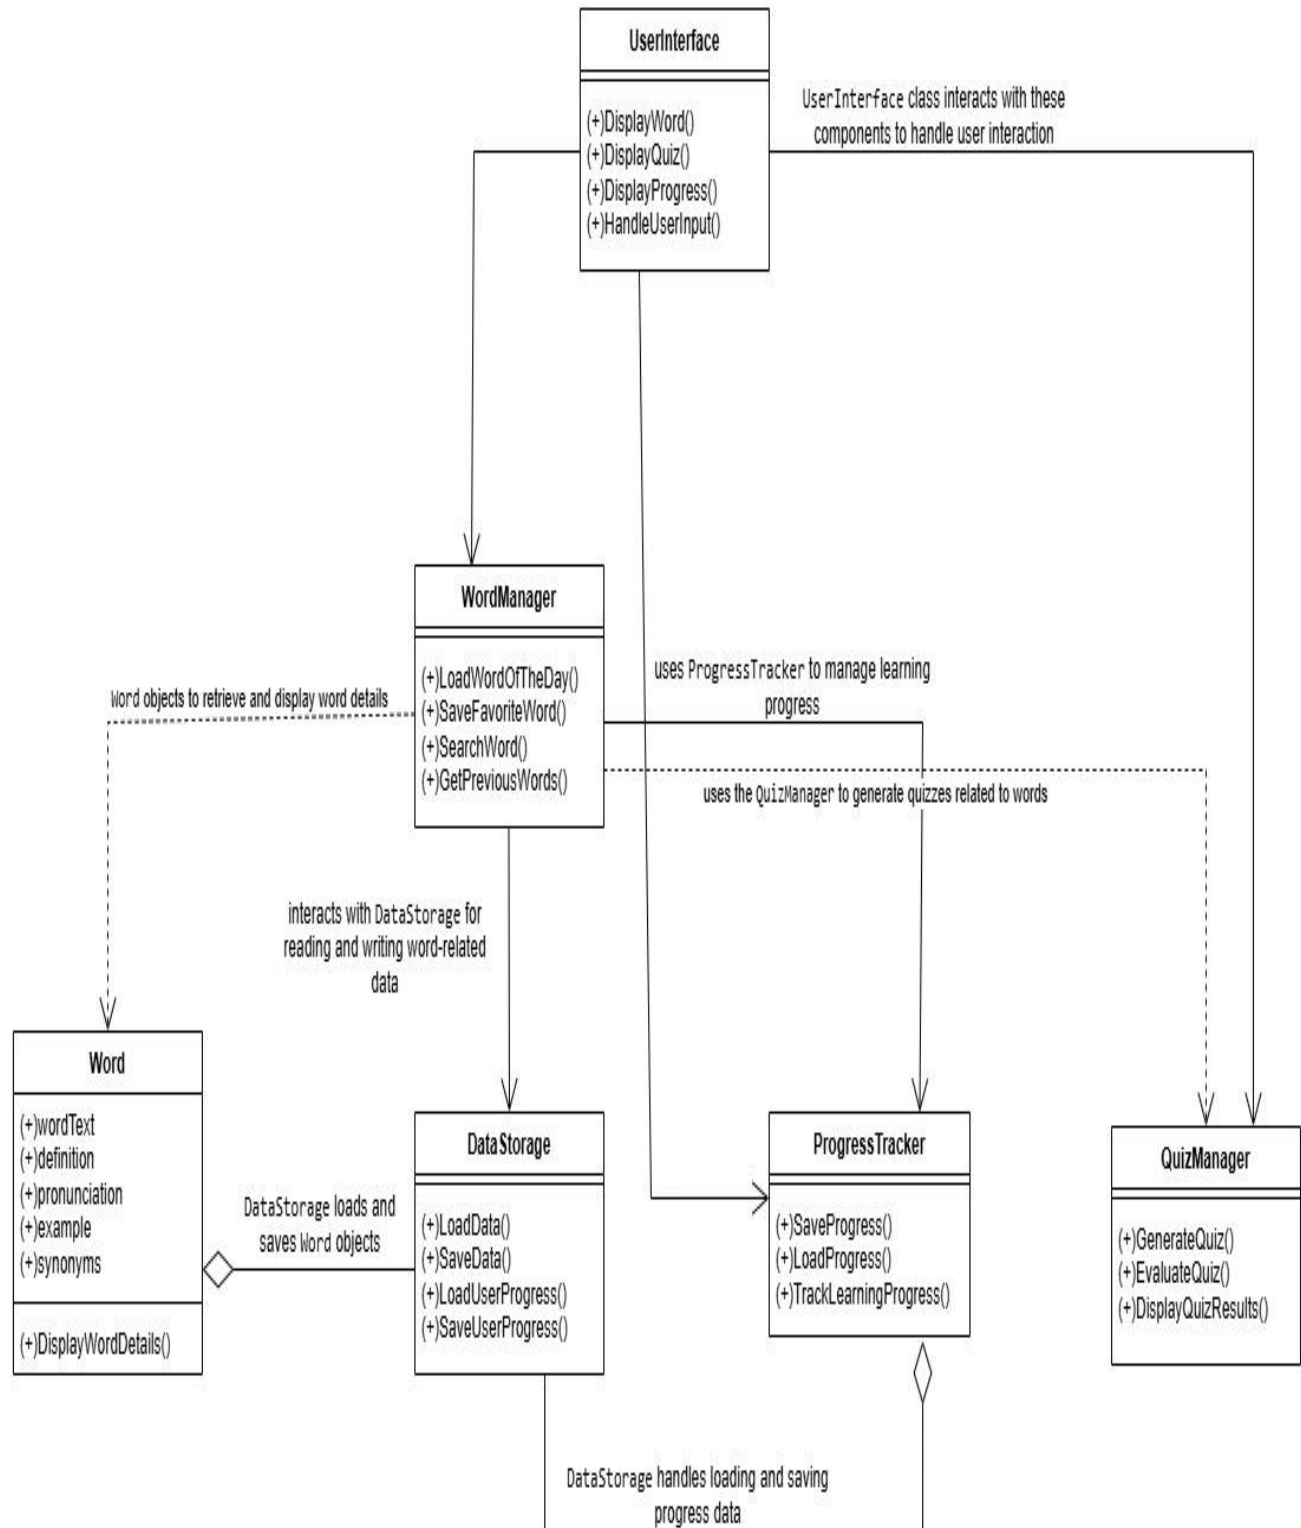 UserInterface
(+)DisplayWord()
(+)DisplayQuiz()
(+)DisplayProgress()
(+)HandleUserInput()
UserInterface class interacts with these
components to handle user interaction
WordManager
(+)LoadWordOfTheDay()
(+)SaveFavoriteWord()
(+)SearchWord()
(+)GetPreviousWords()
Word objects to retrieve and display word details
uses ProgressTracker to manage learning
progress
uses the QuizManager to generate quizzes related to words
interacts with DataStorage for
reading and writing word-related
data
Word
(+)wordText
(+)definition
(+)pronunciation
(+)example
(+)synonyms
(+)DisplayWordDetails()
DataStorage loads and
saves Word objects
DataStorage
(+)LoadData()
(+)SaveData()
(+)LoadUserProgress()
(+)SaveUserProgress()
ProgressTracker
(+)SaveProgress()
(+)LoadProgress()
(+)TrackLearningProgress()
QuizManager
(+)GenerateQuiz()
(+)EvaluateQuiz()
(+)DisplayQuizResults()
DataStorage handles loading and saving
progress data